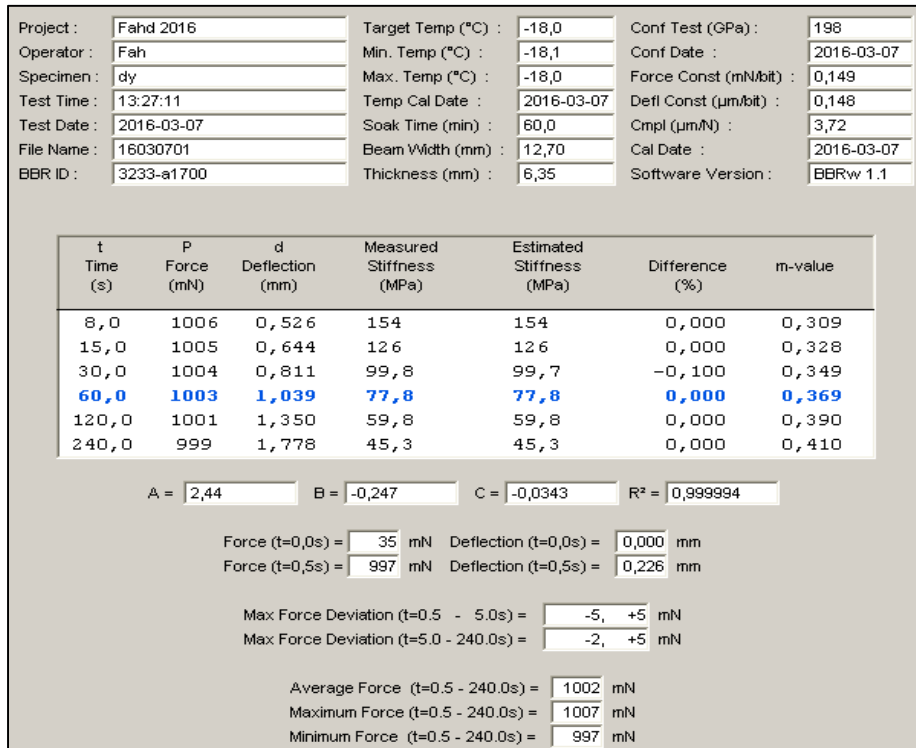 Project : Fahd 2016 Target Temp (°C) : -18,0 Conf Test (GPa) : 198
Operator : Fah Min. Temp (°C) : -18,1 Conf Date : 2016-03-07
Specimen : dy Max. Temp (°C) : -18,0 Force Const (mN/bit) : 0,149
Test Time : 13:27:11 Temp Cal Date : 2016-03-07 Defl Const (µm/bit) : 0,148
Test Date : 2016-03-07 Soak Time (min) : 60,0 Cmpl (µm/N) : 3,72
File Name : 16030701 Beam Width (mm) : 12,70 Cal Date : 2016-03-07
BBR ID : 3233-a1700 Thickness (mm) : 6,35 Software Version : BBRw 1.1
t P d Measured Estimated
Time Force Deflection Stiffness Stiffness Difference m-value
(s) (mN) (mm) (MPa) (MPa) (%)
8,0 1006 0,526 154 154 0,000 0,309
15,0 1005 0,644 126 126 0,000 0,328
30,0 1004 0,811 99,8 99,7 -0,100 0,349
60,0 1003 1,039 77,8 77,8 0,000 0,369
120,0 1001 1,350 59,8 59,8 0,000 0,390
240,0 999 1,778 45,3 45,3 0,000 0,410
A = 2,44 B = -0,247 C = -0,0343 R² = 0,999994
Force (t=0,0s) = 35 mN Deflection (t=0,0s) = 0,000 mm
Force (t=0,5s) = 997 mN Deflection (t=0,5s) = 0,226 mm
Max Force Deviation (t=0.5 - 5.0s) = -5, +5 mN
Max Force Deviation (t=5.0 - 240.0s) = -2, +5 mN
Average Force (t=0.5 - 240.0s) = 1002 mN
Maximum Force (t=0.5 - 240.0s) = 1007 mN
Minimum Force (t=0.5 - 240.0s) = 997 mN